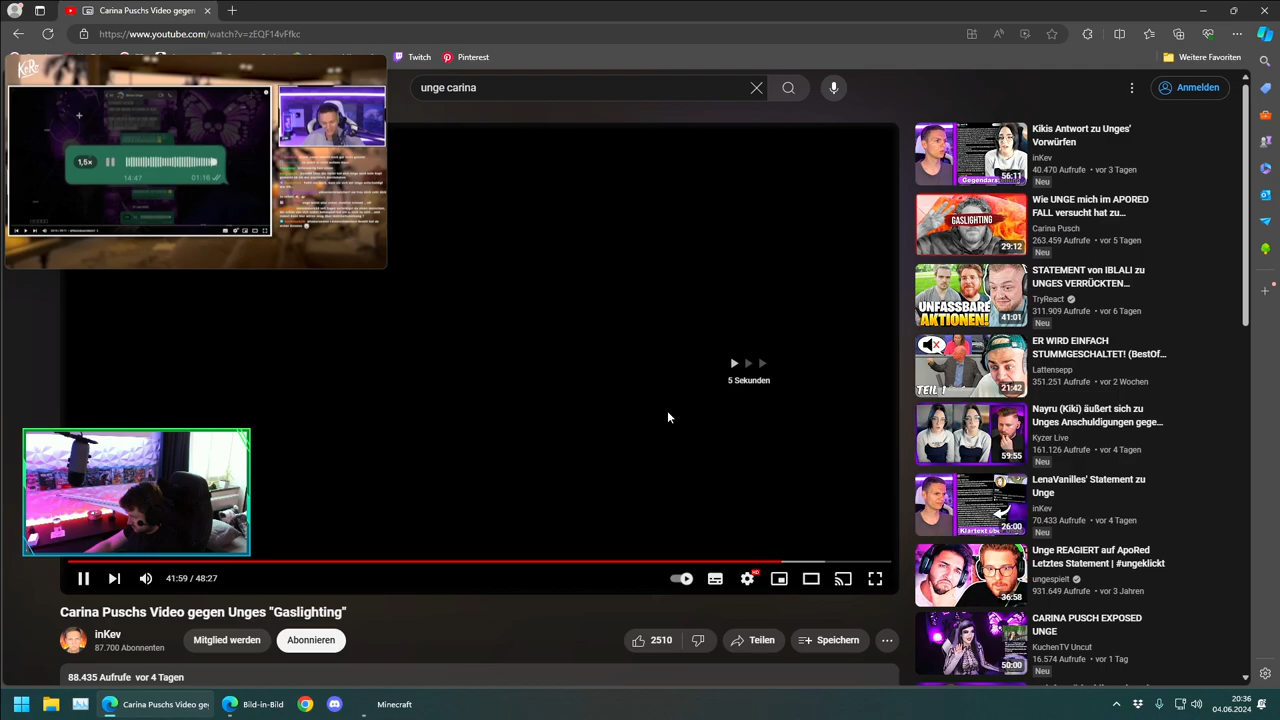 Carina Puschs Video gegen
https://www.youtube.com/watch?v=zEQF14vFfkc
Twitch
Pinterest
Weitere Favoriten
unge carina
Anmelden
14:47
01:16
5 Sekunden
41:59 / 48:27
HD
Carina Puschs Video gegen Unges "Gaslighting"
inKev
87.700 Abonnenten
Mitglied werden
Abonnieren
2510
Teilen
Speichern
88.435 Aufrufe vor 4 Tagen
56:11
Kikis Antwort zu Unges'
Vorwürfen
inKev
40.470 Aufrufe • vor 3 Tagen
Neu
GASLIGHTING
29:12
Wie UNGE mich im APORED
FALL versucht hat zu...
Carina Pusch
263.459 Aufrufe • vor 5 Tagen
Neu
UNFASSBARE
AKTIONEN!
41:01
STATEMENT von IBLALI zu
UNGES VERRÜCKTEN...
TryReact
311.909 Aufrufe • vor 6 Tagen
Neu
TEIL 1
21:42
ER WIRD EINFACH
STUMMGESCHALTET! (BestOf...
Lattensepp
351.251 Aufrufe • vor 2 Wochen
59:55
Nayru (Kiki) äußert sich zu
Unges Anschuldigungen gege...
Kyzer Live
161.126 Aufrufe • vor 4 Tagen
Neu
26:00
LenaVanilles' Statement zu
Unge
inKev
70.433 Aufrufe • vor 4 Tagen
Neu
36:58
Unge REAGIERT auf ApoRed
Letztes Statement | #ungeklickt
ungespielt
931.649 Aufrufe • vor 3 Jahren
50:00
CARINA PUSCH EXPOSED
UNGE
KuchenTV Uncut
16.574 Aufrufe • vor 1 Tag
Neu
Carina Puschs Video geg
Bild-in-Bild
Minecraft
20:36
04.06.2024